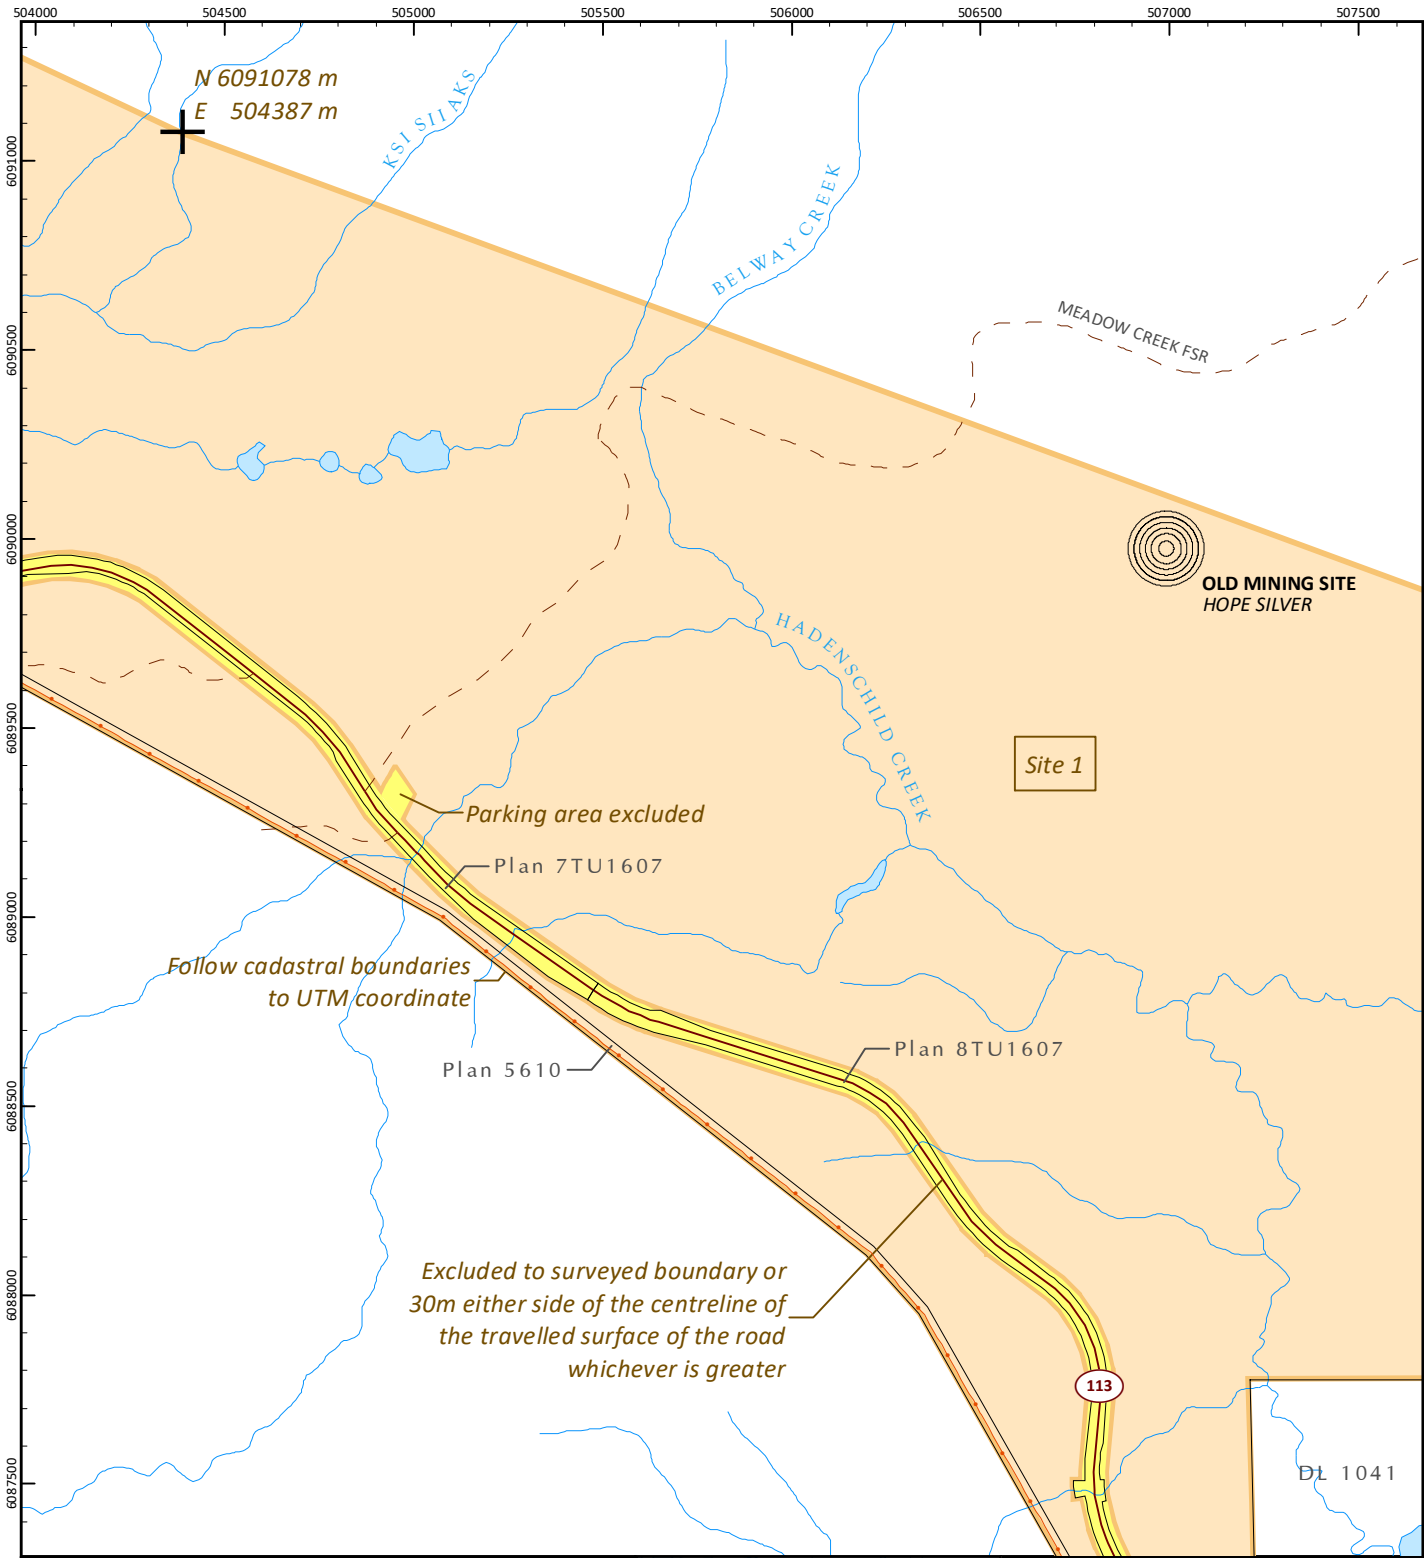 504000
504500
505000
505500
506000
506500
507000
507500
N 6091078 m
E 504387 m
KSI SII AKS
6091000
BELWAY CREEK
MEADOW CREEK FSR
6090500
6090000
OLD MINING SITE
HOPE SILVER
HADENSCHILD CREEK
6089500
Site 1
Parking area excluded
Plan 7TU1607
6089000
Follow cadastral boundaries
to UTM coordinate
Plan 8TU1607
Plan 5610
6088500
Excluded to surveyed boundary or
30m either side of the centreline of
the travelled surface of the road
whichever is greater
6088000
113
DL 1041
6087500